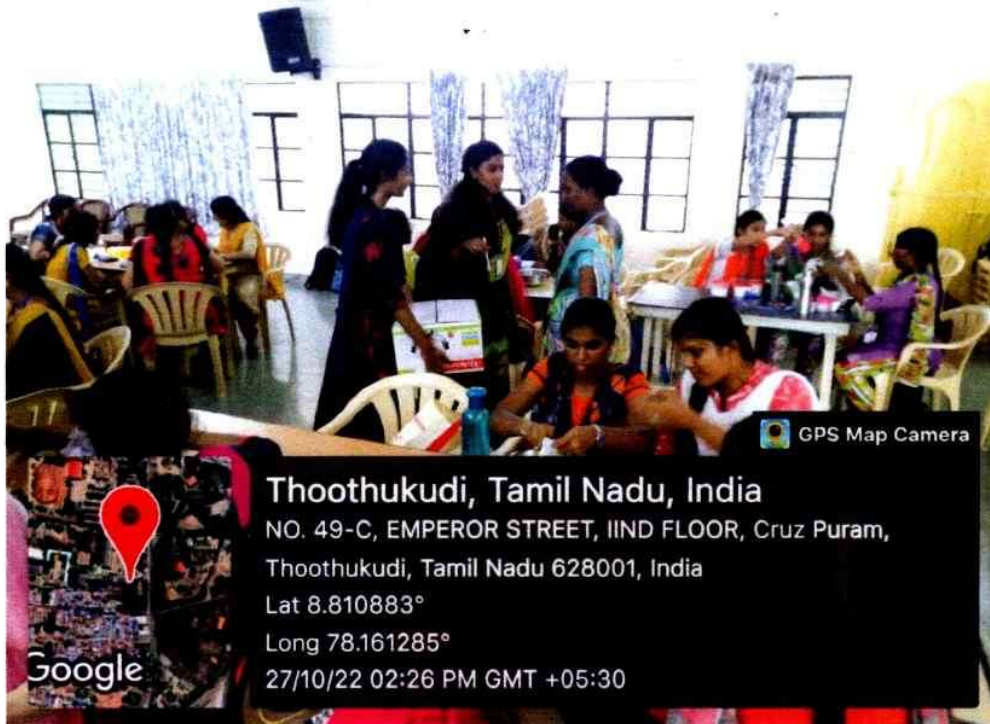 GPS Map Camera
Thoothukudi, Tamil Nadu, India
NO. 49-C, EMPEROR STREET, IIND FLOOR, Cruz Puram,
Thoothukudi, Tamil Nadu 628001, India
Lat 8.810883°
Long 78.161285°
27/10/22 02:26 PM GMT +05:30
Google